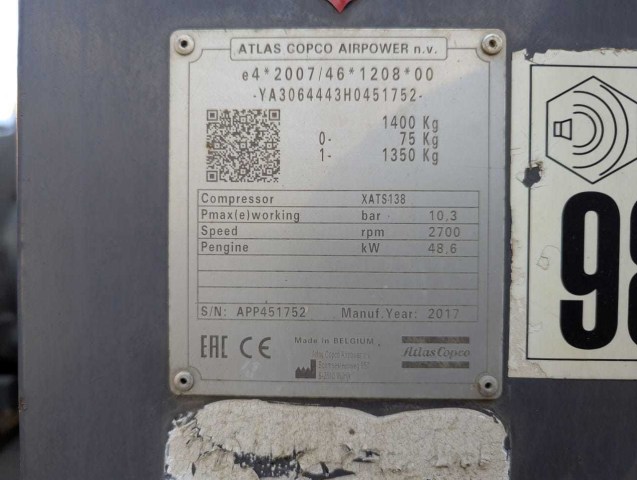 ATLAS COPCO AIRPOWER n.v.
e4*2007/46*1208*00
-YA3064443H0451752-
1400 Kg
0- 75 Kg
1- 1350 Kg
Compressor XATS138
Pmax(e)working bar 10.3
Speed rpm 2700
Pengine kW 48.6
S/N: APP451752 Manuf.Year: 2017
EAC CE Made in BELGIUM Atlas Copco
98